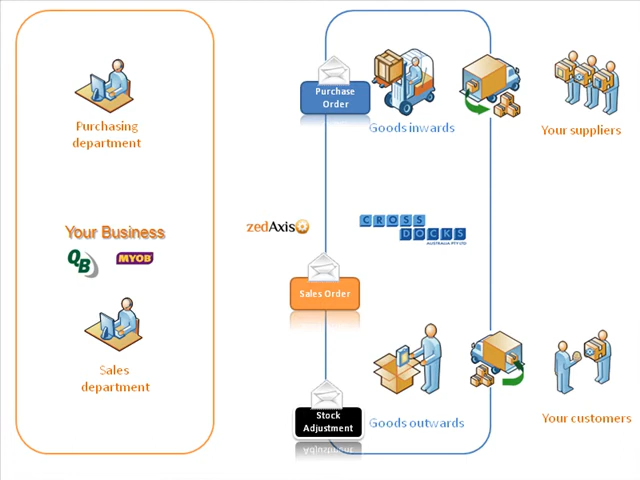 Purchasing
department
Your Business
QB
MYOB
Sales
department
Purchase
Order
Goods inwards
Your suppliers
zedAxis
CROSS
DOCKS
AUSTRALIA PTY LTD
Sales Order
Stock
Adjustment
Goods outwards
Your customers